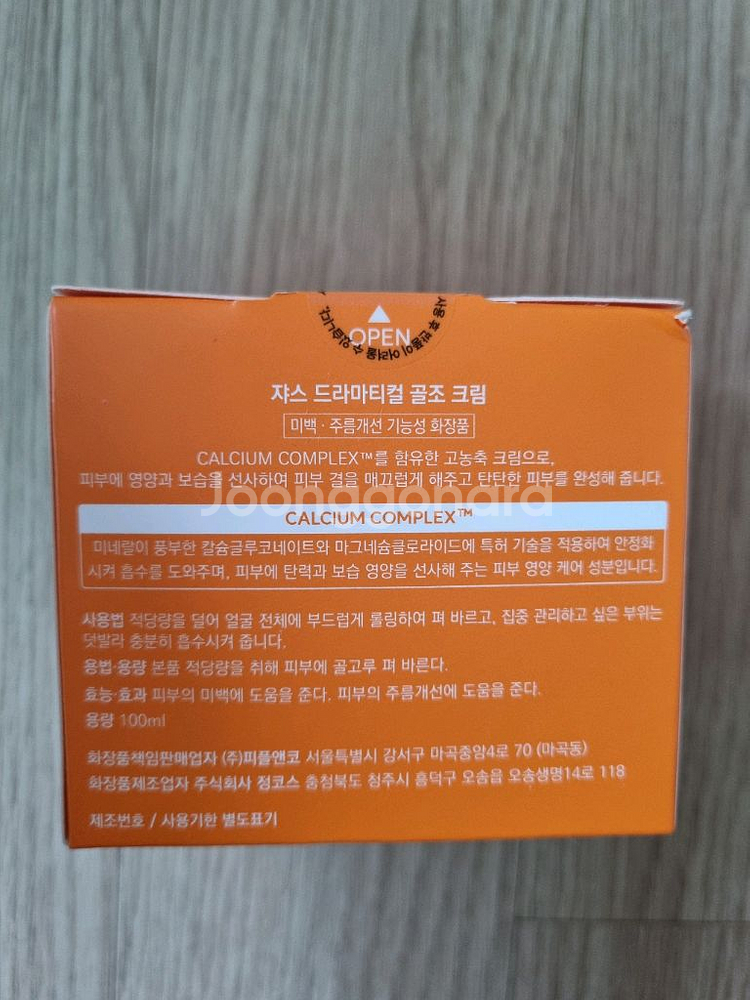 OPEN
사용 후 반품이 어려울 수 있습니다.
쟈스 드라마티컬 골조 크림
미백·주름개선 기능성 화장품
CALCIUM COMPLEX™를 함유한 고농축 크림으로,
피부에 영양과 보습을 선사하여 피부 결을 매끄럽게 해주고 탄탄한 피부를 완성해 줍니다.
Joonggonara
CALCIUM COMPLEX™
미네랄이 풍부한 칼슘글루코네이트와 마그네슘클로라이드에 특허 기술을 적용하여 안정화
시켜 흡수를 도와주며, 피부에 탄력과 보습 영양을 선사해 주는 피부 영양 케어 성분입니다.
사용법 적당량을 덜어 얼굴 전체에 부드럽게 롤링하여 펴 바르고, 집중 관리하고 싶은 부위는
덧발라 충분히 흡수시켜 줍니다.
용법·용량 본품 적당량을 취해 피부에 골고루 펴 바른다.
효능·효과 피부의 미백에 도움을 준다. 피부의 주름개선에 도움을 준다.
용량 100ml
화장품책임판매업자 (주)피플앤코 서울특별시 강서구 마곡중앙4로 70 (마곡동)
화장품제조업자 주식회사 정코스 충청북도 청주시 흥덕구 오송읍 오송생명14로 118
제조번호 / 사용기한 별도표기